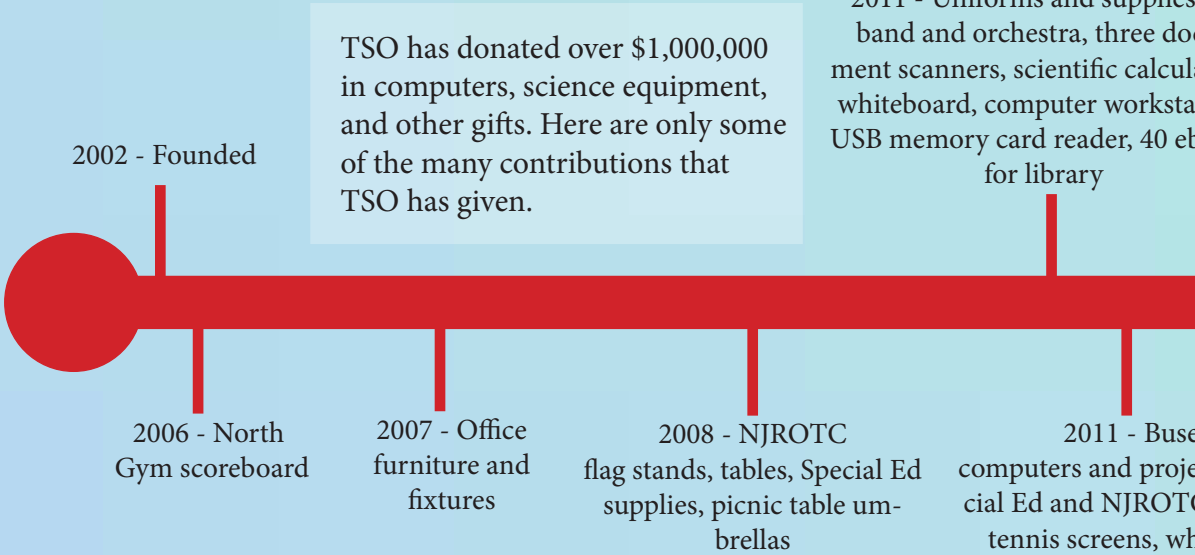 TSO has donated over $1,000,000
in computers, science equipment,
and other gifts. Here are only some
of the many contributions that
TSO has given.
2011 - Uniforms and supplies
band and orchestra, three doc
ment scanners, scientific calcula
whiteboard, computer worksta
USB memory card reader, 40 eb
for library
2002 - Founded
2006 - North
Gym scoreboard
2007 - Office
furniture and
fixtures
2008 - NJROTC
flag stands, tables, Special Ed
supplies, picnic table um-
brellas
2011 - Buse
computers and proje
cial Ed and NJROTC
tennis screens, wh